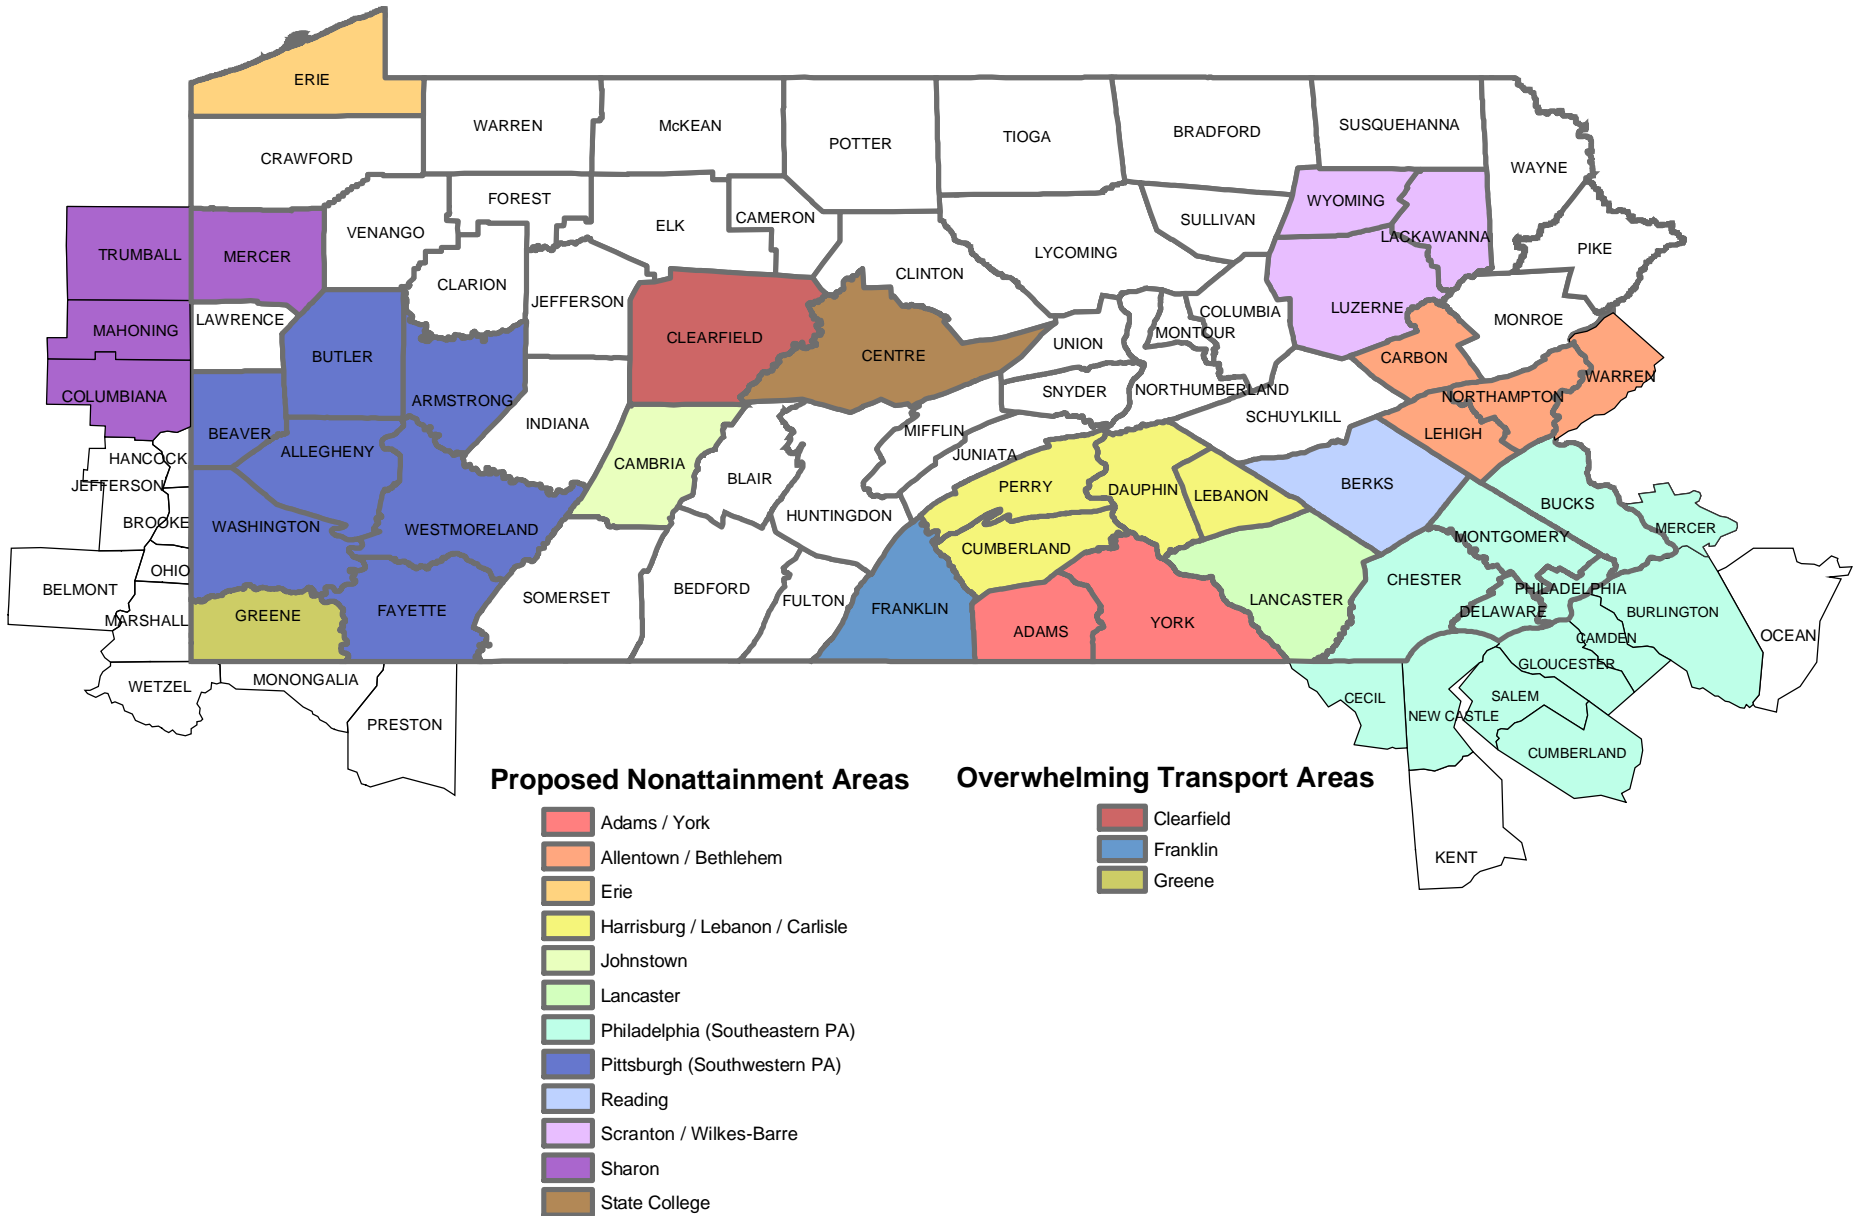 ERIE
WARREN
McKEAN
POTTER
TIOGA
BRADFORD
SUSQUEHANNA
WAYNE
CRAWFORD
FOREST
ELK
CAMERON
SULLIVAN
WYOMING
LACKAWANNA
PIKE
VENANGO
TRUMBALL
MERCER
CLARION
JEFFERSON
CLINTON
LYCOMING
COLUMBIA
LUZERNE
MONROE
LAWRENCE
MAHONING
BUTLER
CLEARFIELD
CENTRE
UNION
MONTOUR
CARBON
WARREN
COLUMBIANA
ARMSTRONG
INDIANA
SNYDER
NORTHUMBERLAND
SCHUYLKILL
NORTHAMPTON
LEHIGH
BEAVER
ALLEGHENY
CAMBRIA
BLAIR
MIFFLIN
JUNIATA
HANCOCK
JEFFERSON
BROOKE
WASHINGTON
WESTMORELAND
HUNTINGDON
PERRY
DAUPHIN
LEBANON
BERKS
BUCKS
MERCER
MONTGOMERY
CUMBERLAND
OHIO
BELMONT
MARSHALL
GREENE
FAYETTE
SOMERSET
BEDFORD
FULTON
FRANKLIN
ADAMS
YORK
LANCASTER
CHESTER
PHILADELPHIA
DELAWARE
BURLINGTON
CAMDEN
OCEAN
GLOUCESTER
WETZEL
MONONGALIA
PRESTON
CECIL
NEW CASTLE
SALEM
CUMBERLAND
KENT
Proposed Nonattainment Areas
Adams / York
Allentown / Bethlehem
Erie
Harrisburg / Lebanon / Carlisle
Johnstown
Lancaster
Philadelphia (Southeastern PA)
Pittsburgh (Southwestern PA)
Reading
Scranton / Wilkes-Barre
Sharon
State College
Overwhelming Transport Areas
Clearfield
Franklin
Greene